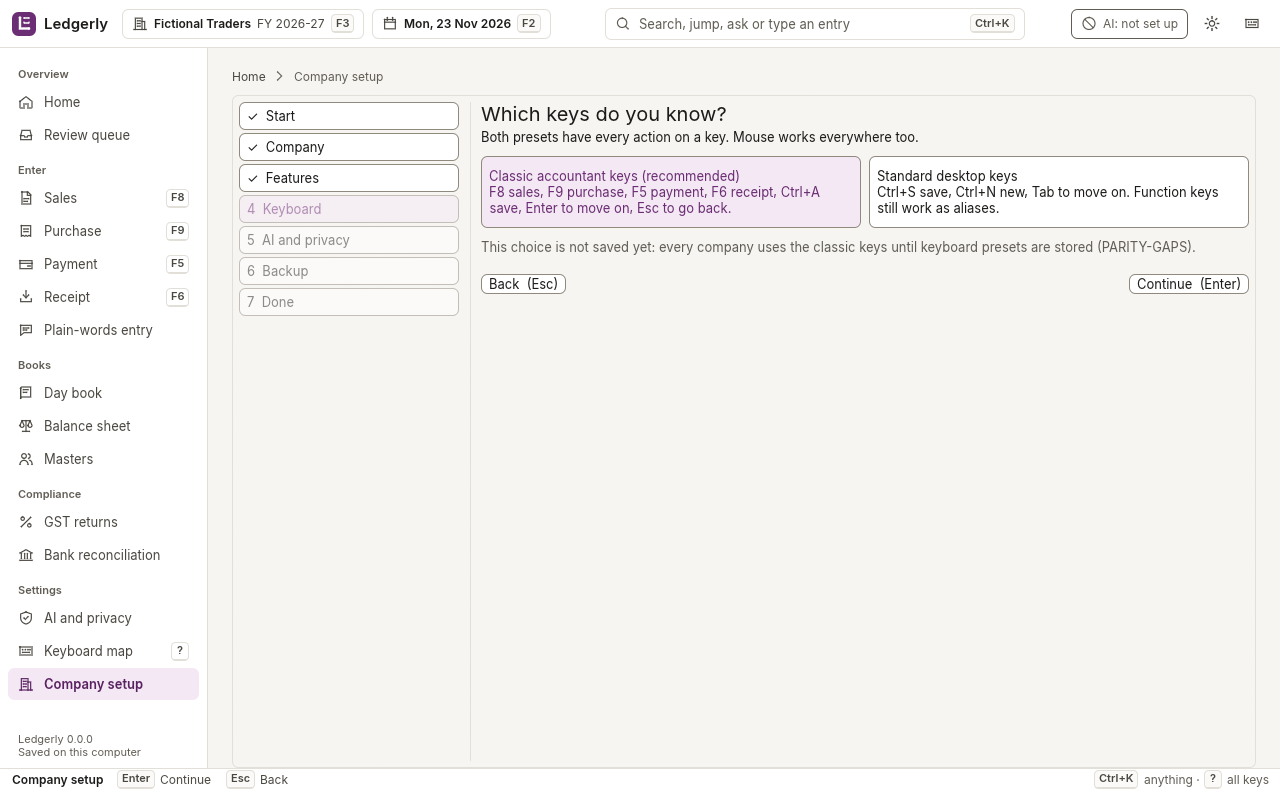 Ledgerly
Fictional Traders FY 2026-27 F3
Mon, 23 Nov 2026 F2
Search, jump, ask or type an entry Ctrl+K
AI: not set up
Overview
Home
Review queue
Enter
Sales F8
Purchase F9
Payment F5
Receipt F6
Plain-words entry
Books
Day book
Balance sheet
Masters
Compliance
GST returns
Bank reconciliation
Settings
AI and privacy
Keyboard map ?
Company setup
Ledgerly 0.0.0
Saved on this computer
Home > Company setup
✓ Start
✓ Company
✓ Features
4 Keyboard
5 AI and privacy
6 Backup
7 Done
Which keys do you know?
Both presets have every action on a key. Mouse works everywhere too.
Classic accountant keys (recommended)
F8 sales, F9 purchase, F5 payment, F6 receipt, Ctrl+A
save, Enter to move on, Esc to go back.
Standard desktop keys
Ctrl+S save, Ctrl+N new, Tab to move on. Function keys
still work as aliases.
This choice is not saved yet: every company uses the classic keys until keyboard presets are stored (PARITY-GAPS).
Back (Esc)
Continue (Enter)
Company setup Enter Continue Esc Back
Ctrl+K anything · ? all keys